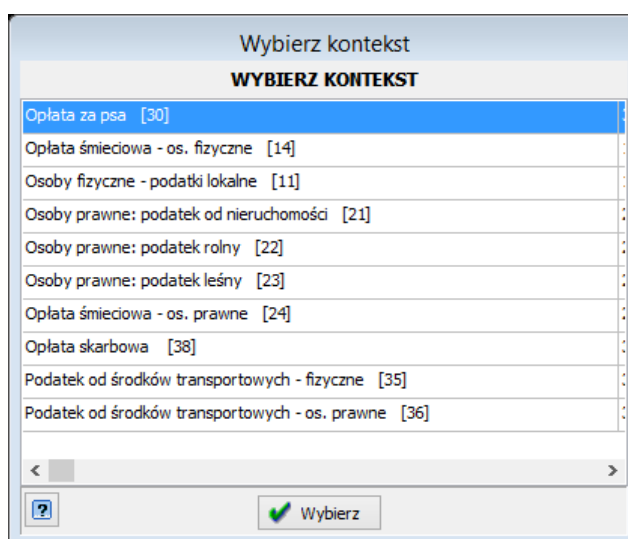 Wybierz kontekst
WYBIERZ KONTEKST
Opłata za psa [30]
Opłata śmieciowa - os. fizyczne [14]
Osoby fizyczne - podatki lokalne [11]
Osoby prawne: podatek od nieruchomości [21]
Osoby prawne: podatek rolny [22]
Osoby prawne: podatek leśny [23]
Opłata śmieciowa - os. prawne [24]
Opłata skarbowa [38]
Podatek od środków transportowych - fizyczne [35]
Podatek od środków transportowych - os. prawne [36]
Wybierz